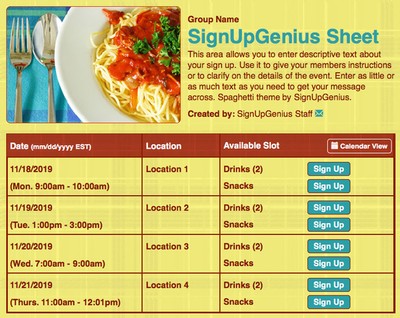 Group Name
SignUpGenius Sheet
This area allows you to enter descriptive text about
your sign up. Use it to give your members instructions
or to clarify on the details of the event. Enter as little or
as much text as you need to get your message
across. Spaghetti theme by SignUpGenius.
Created by: SignUpGenius Staff
Date (mm/dd/yyyy EST) Location Available Slot Calendar View
11/18/2019 Location 1 Drinks (2) Sign Up
(Mon. 9:00am - 10:00am) Snacks Sign Up
11/19/2019 Location 2 Drinks (2) Sign Up
(Tue. 1:00pm - 3:00pm) Snacks Sign Up
11/20/2019 Location 3 Drinks (2) Sign Up
(Wed. 7:00am - 9:00am) Snacks Sign Up
11/21/2019 Location 4 Drinks (2) Sign Up
(Thurs. 11:00am - 12:01pm) Snacks Sign Up